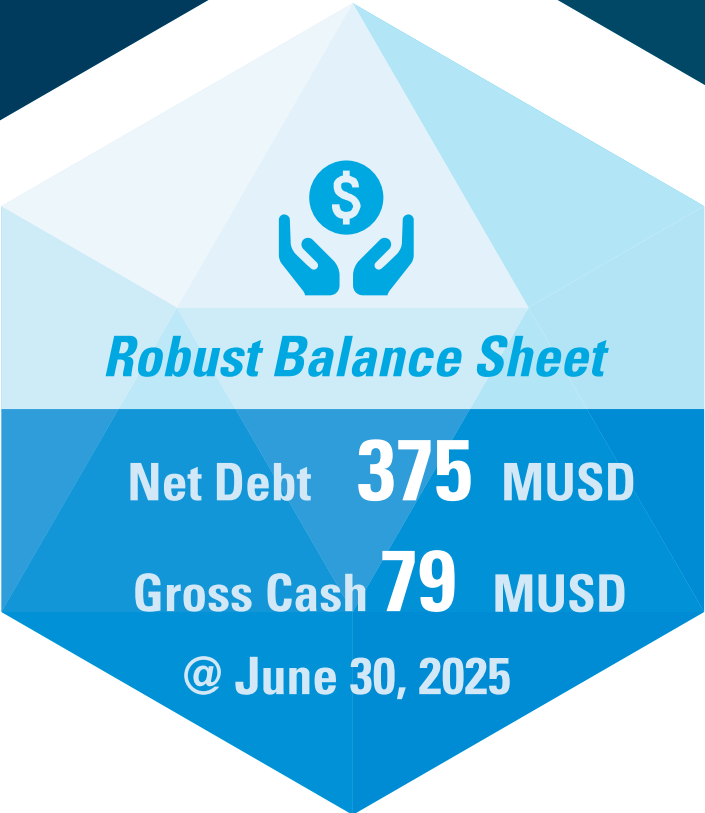 $
Robust Balance Sheet
Net Debt 375 MUSD
Gross Cash 79 MUSD
@ June 30, 2025